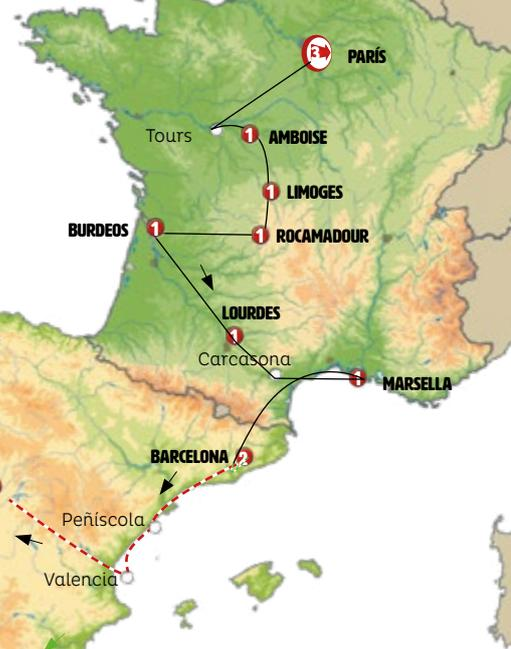 3 PARÍS
Tours
1 AMBOISE
1 LIMOGES
BURDEOS 1
1 ROCAMADOUR
LOURDES
1
Carcasona
1 MARSELLA
BARCELONA 2
Peñíscola
Valencia